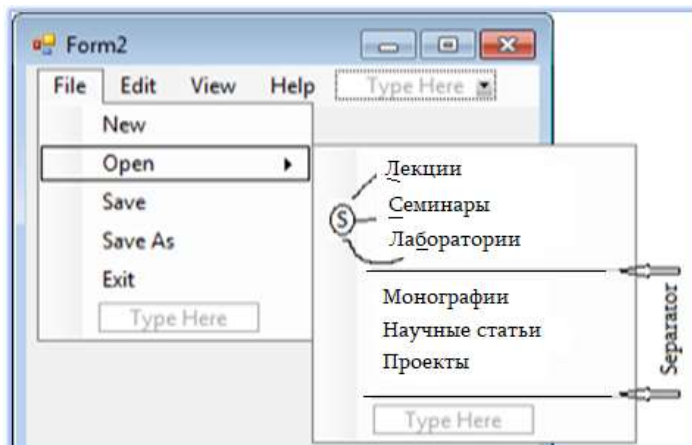 Form2
File Edit View Help Type Here
New
Open
Save
Save As
Exit
Type Here
S
Лекции
Семинары
Лаборатории
Монографии
Научные статьи
Проекты
Type Here
Separator